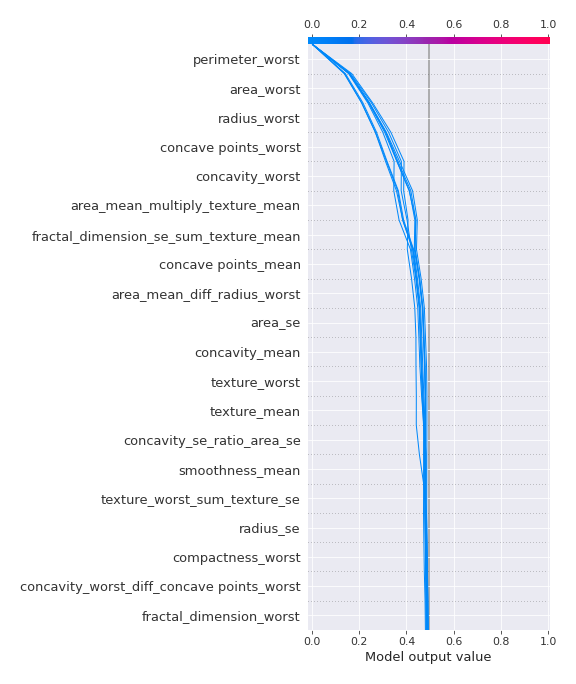 0.0 0.2 0.4 0.6 0.8 1.0
perimeter_worst
area_worst
radius_worst
concave points_worst
concavity_worst
area_mean_multiply_texture_mean
fractal_dimension_se_sum_texture_mean
concave points_mean
area_mean_diff_radius_worst
area_se
concavity_mean
texture_worst
texture_mean
concavity_se_ratio_area_se
smoothness_mean
texture_worst_sum_texture_se
radius_se
compactness_worst
concavity_worst_diff_concave points_worst
fractal_dimension_worst
0.0 0.2 0.4 0.6 0.8 1.0
Model output value